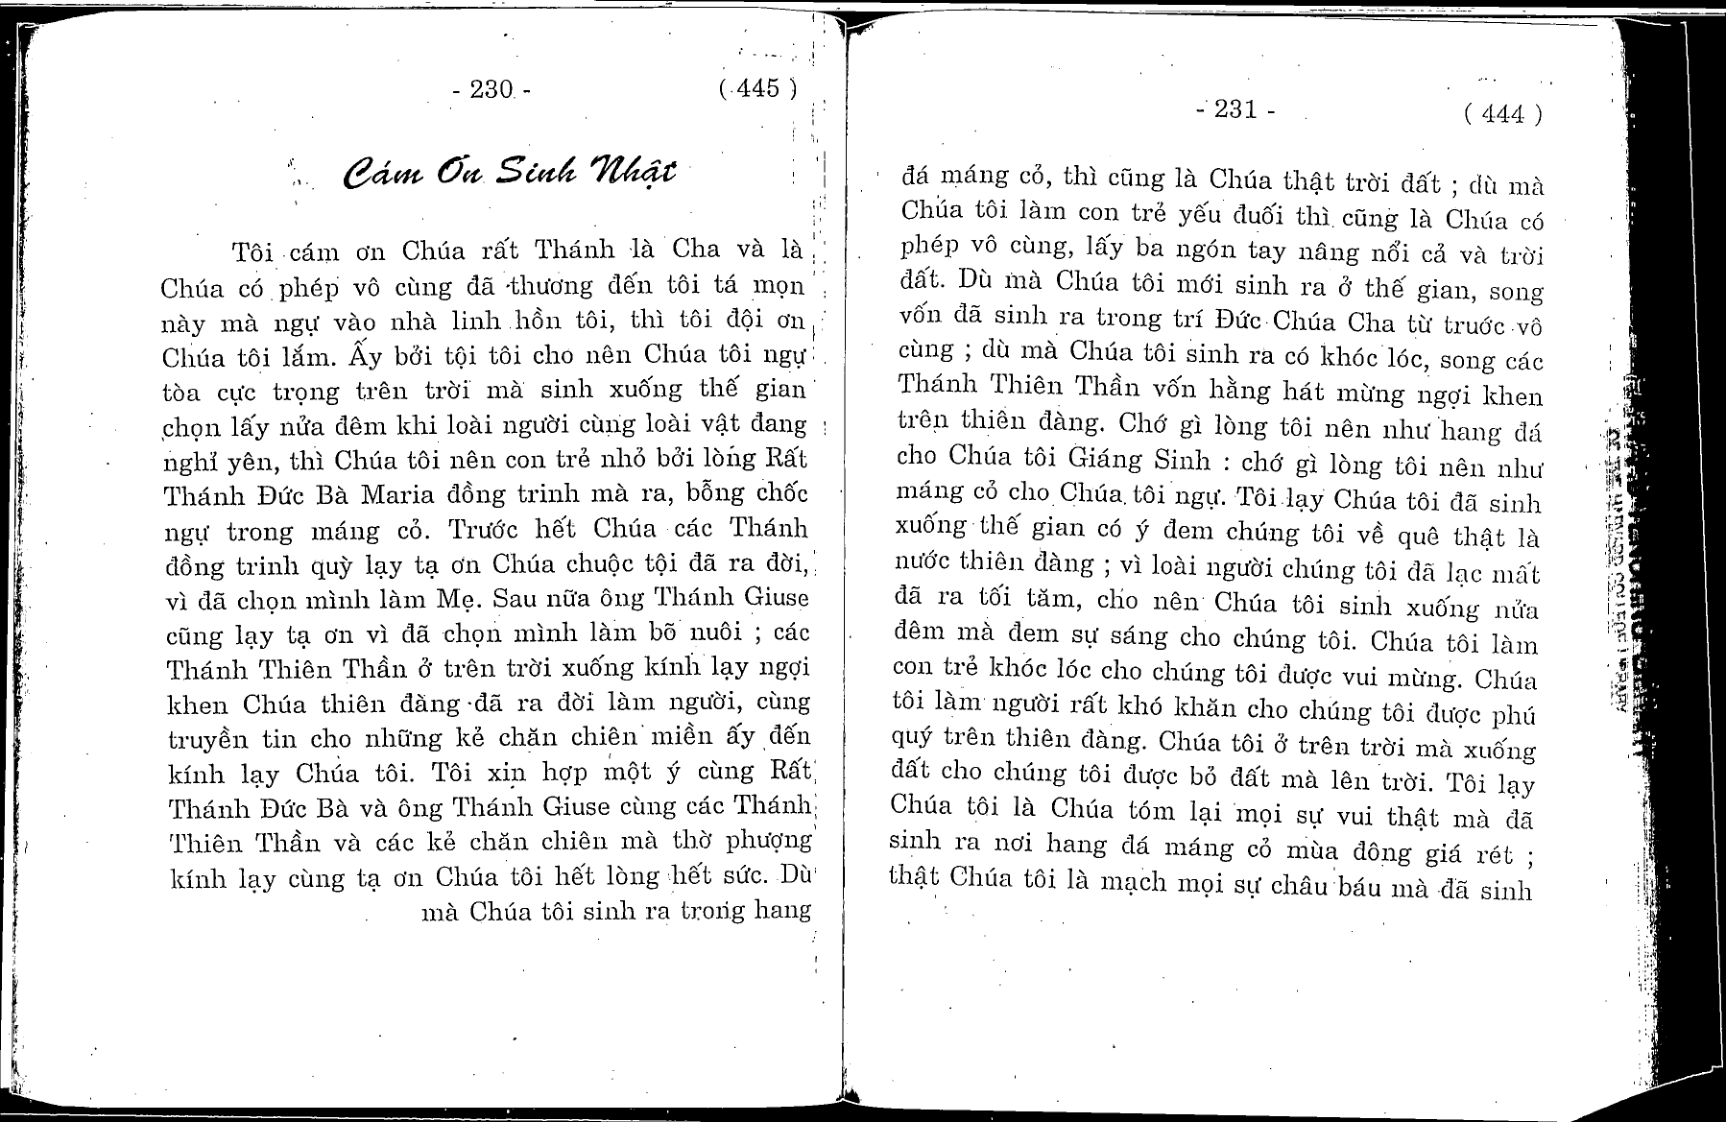 - 230 - ( 445 )
Cám Ơn Sinh Nhật
Tôi cám ơn Chúa rất Thánh là Cha và là
Chúa có phép vô cùng đã thương đến tôi tá mọn
này mà ngự vào nhà linh hồn tôi, thì tôi đội ơn
Chúa tôi lắm. Ấy bởi tội tôi cho nên Chúa tôi ngự
tòa cực trọng trên trời mà sinh xuống thế gian
chọn lấy nửa đêm khi loài người cùng loài vật đang
nghỉ yên, thì Chúa tôi nên con trẻ nhỏ bởi lòng Rất
Thánh Đức Bà Maria đồng trinh mà ra, bỗng chốc
ngự trong máng cỏ. Trước hết Chúa các Thánh
đồng trinh quỳ lạy tạ ơn Chúa chuộc tội đã ra đời,
vì đã chọn mình làm Mẹ. Sau nữa ông Thánh Giuse
cũng lạy tạ ơn vì đã chọn mình làm bõ nuôi ; các
Thánh Thiên Thần ở trên trời xuống kính lạy ngợi
khen Chúa thiên đàng đã ra đời làm người, cùng
truyền tin cho những kẻ chăn chiên miền ấy đến
kính lạy Chúa tôi. Tôi xin hợp một ý cùng Rất
Thánh Đức Bà và ông Thánh Giuse cùng các Thánh
Thiên Thần và các kẻ chăn chiên mà thờ phượng
kính lạy cùng tạ ơn Chúa tôi hết lòng hết sức. Dù
mà Chúa tôi sinh ra trong hang
- 231 - ( 444 )
đá máng cỏ, thì cũng là Chúa thật trời đất ; dù mà
Chúa tôi làm con trẻ yếu đuối thì cũng là Chúa có
phép vô cùng, lấy ba ngón tay nâng nổi cả và trời
đất. Dù mà Chúa tôi mới sinh ra ở thế gian, song
vốn đã sinh ra trong trí Đức Chúa Cha từ truớc vô
cùng ; dù mà Chúa tôi sinh ra có khóc lóc, song các
Thánh Thiên Thần vốn hằng hát mừng ngợi khen
trên thiên đàng. Chớ gì lòng tôi nên như hang đá
cho Chúa tôi Giáng Sinh : chớ gì lòng tôi nên như
máng cỏ cho Chúa tôi ngự. Tôi lạy Chúa tôi đã sinh
xuống thế gian có ý đem chúng tôi về quê thật là
nước thiên đàng ; vì loài người chúng tôi đã lạc mất
đã ra tối tăm, cho nên Chúa tôi sinh xuống nửa
đêm mà đem sự sáng cho chúng tôi. Chúa tôi làm
con trẻ khóc lóc cho chúng tôi được vui mừng. Chúa
tôi làm người rất khó khăn cho chúng tôi được phú
quý trên thiên đàng. Chúa tôi ở trên trời mà xuống
đất cho chúng tôi được bỏ đất mà lên trời. Tôi lạy
Chúa tôi là Chúa tóm lại mọi sự vui thật mà đã
sinh ra nơi hang đá máng cỏ mùa đông giá rét ;
thật Chúa tôi là mạch mọi sự châu báu mà đã sinh